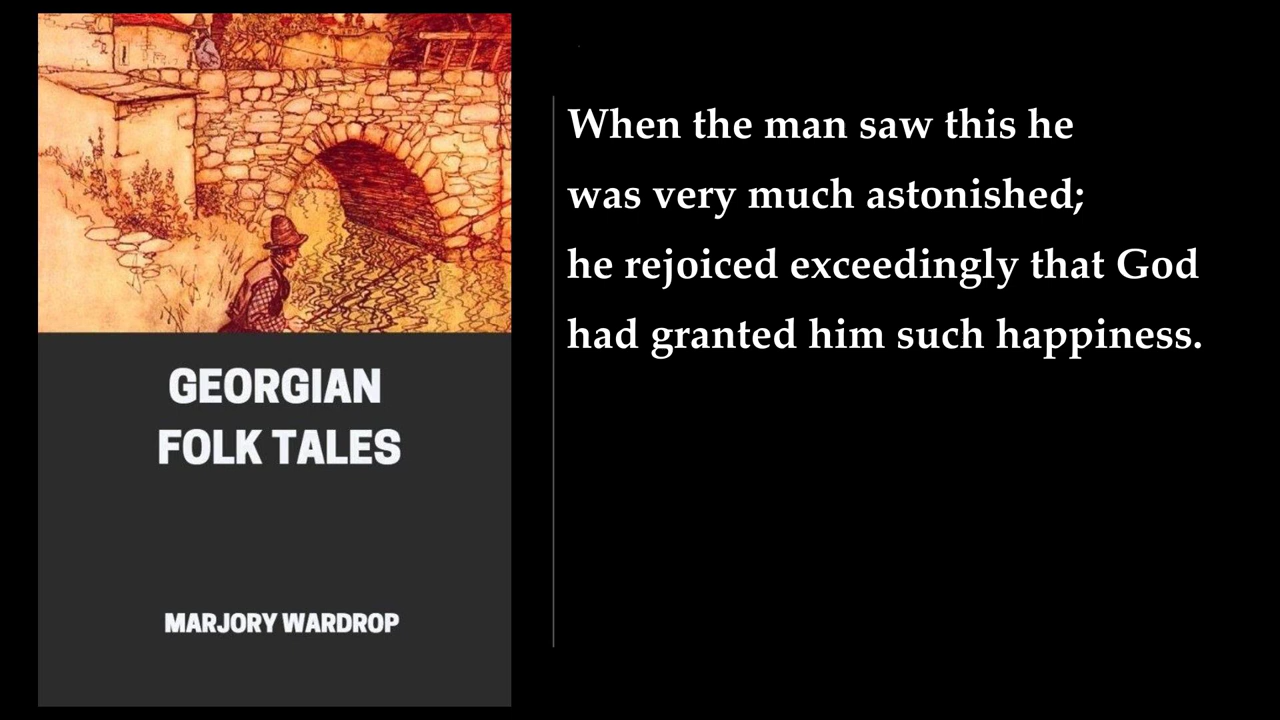 GEORGIAN
FOLK TALES
MARJORY WARDROP
When the man saw this he
was very much astonished;
he rejoiced exceedingly that God
had granted him such happiness.